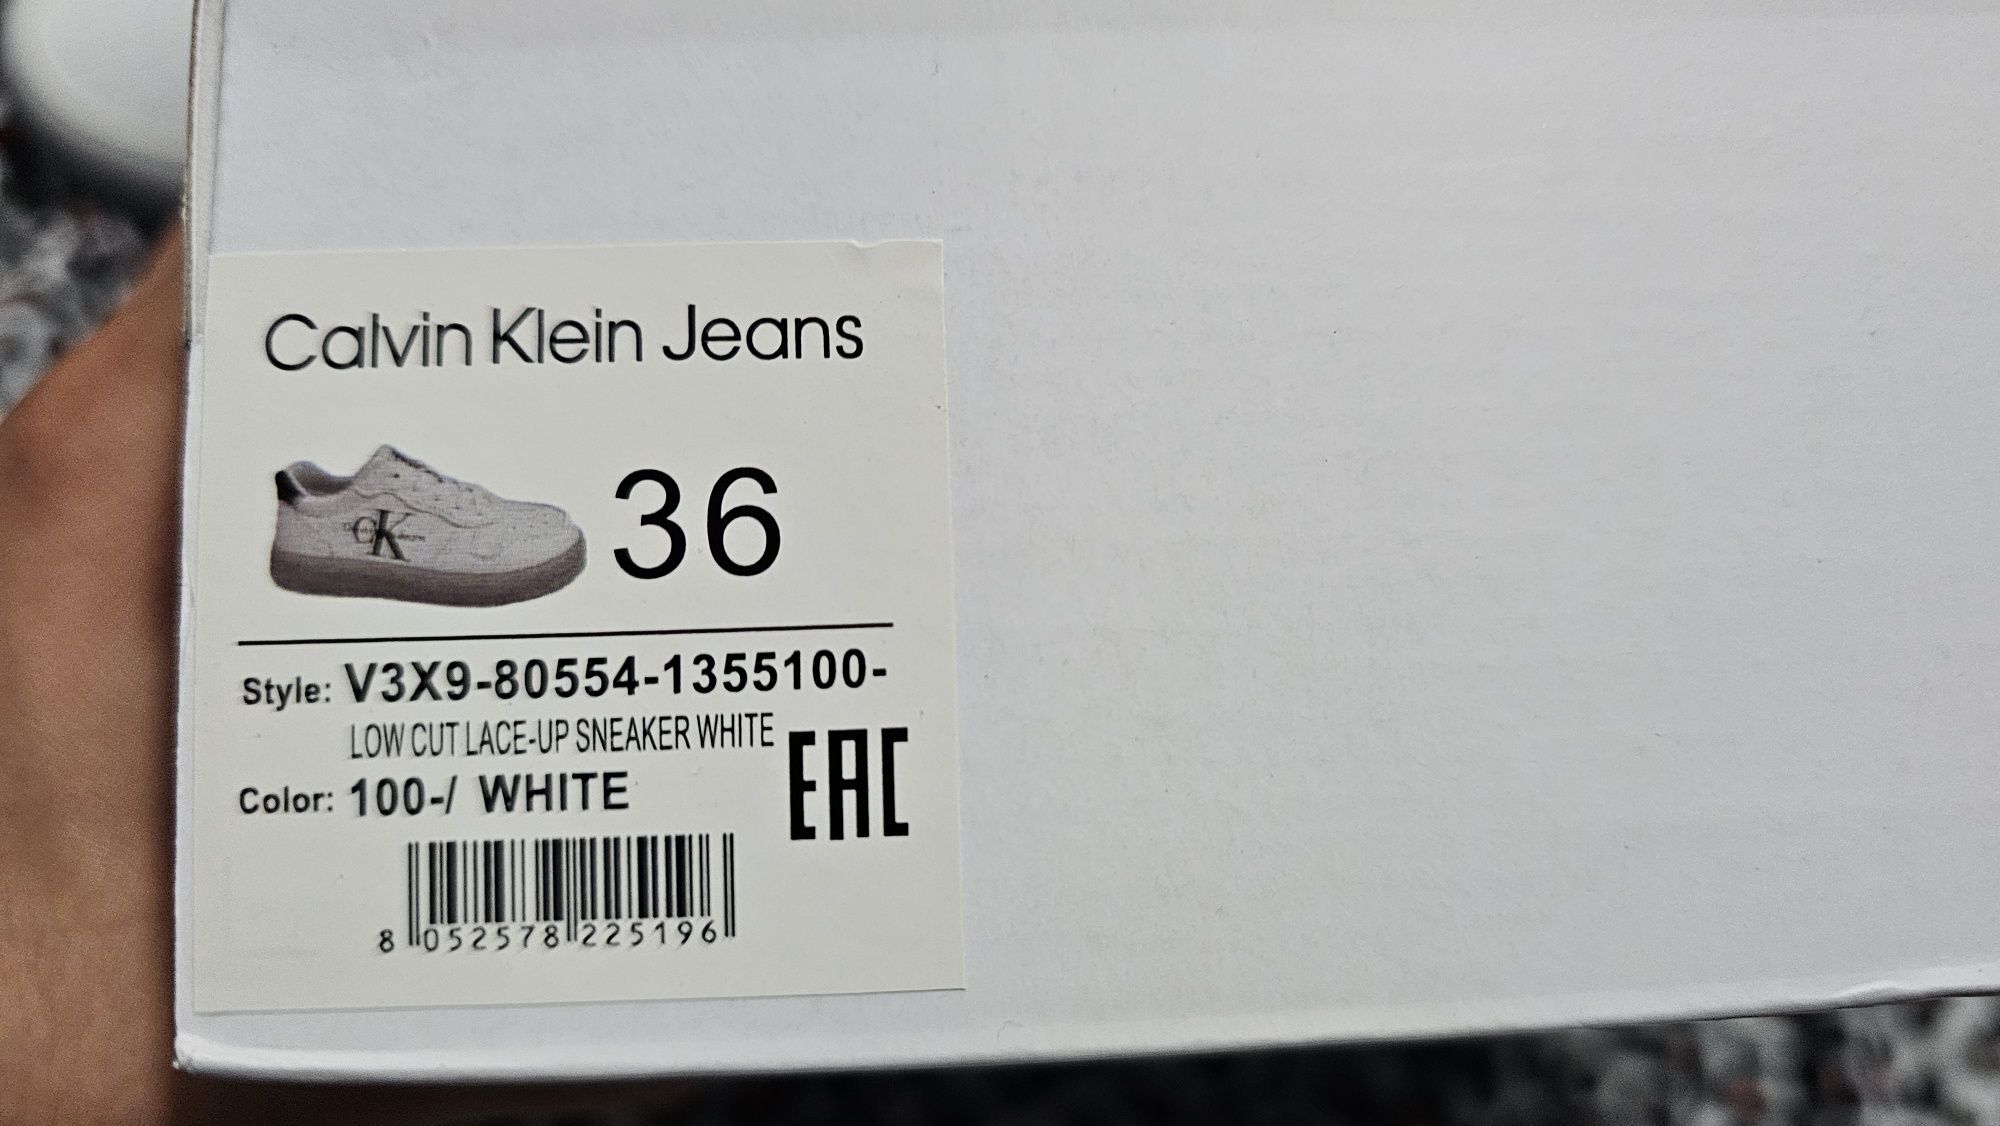 Calvin Klein Jeans
CK
36
Style: V3X9-80554-1355100-
LOW CUT LACE-UP SNEAKER WHITE
Color: 100-/ WHITE
EAC
8 052578 225196